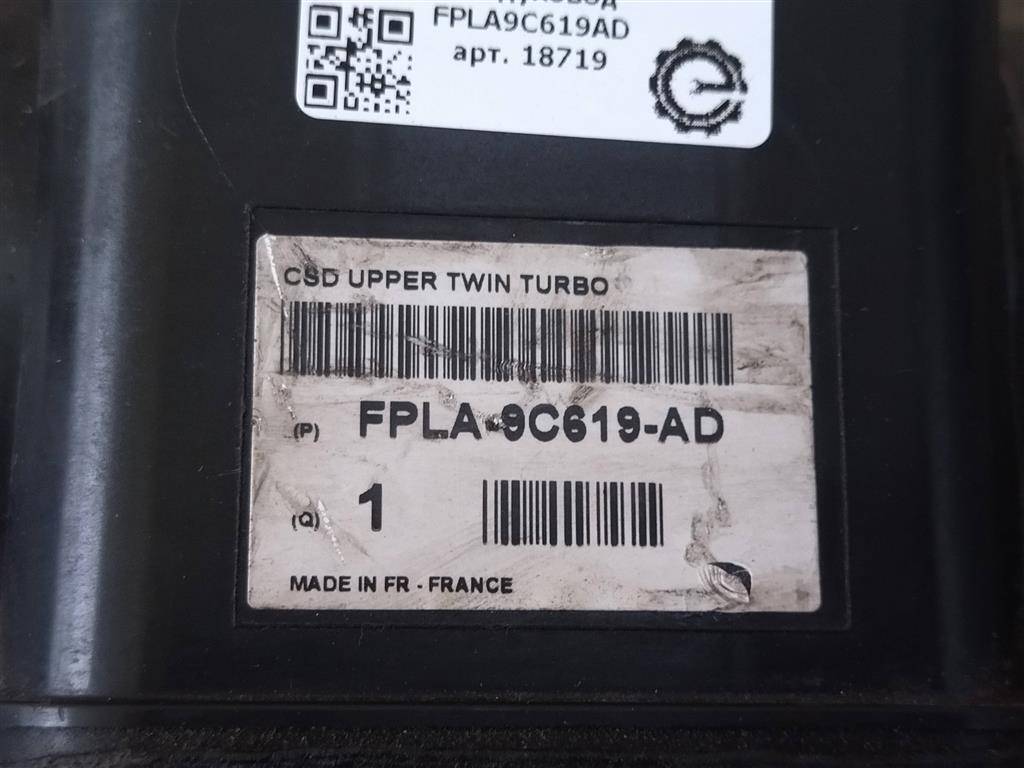 FPLA9C619AD
арт. 18719
CSD UPPER TWIN TURBO
(P) FPLA-9C619-AD
(Q) 1
MADE IN FR - FRANCE